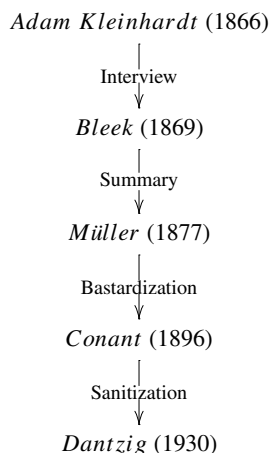 Adam Kleinhardt (1866)
Interview
Bleek (1869)
Summary
Müller (1877)
Bastardization
Conant (1896)
Sanitization
Dantzig (1930)